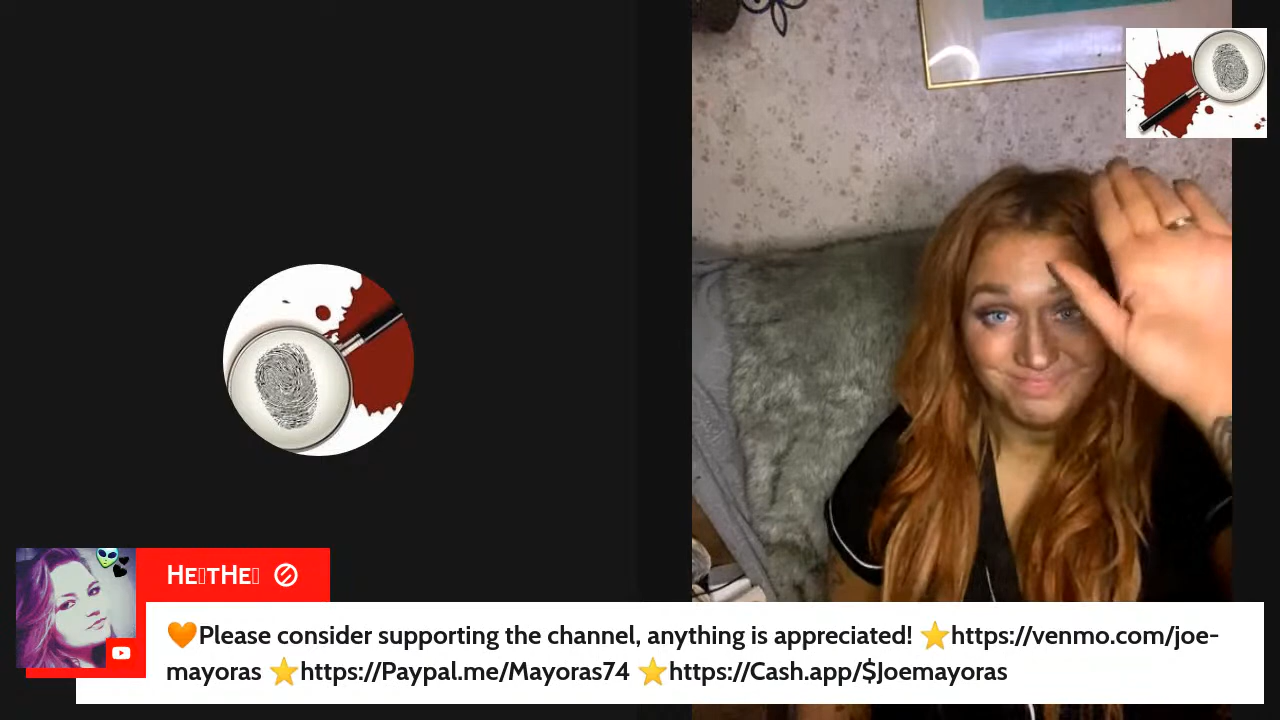 HE▯THE▯
🧡Please consider supporting the channel, anything is appreciated! ⭐https://venmo.com/joe-
mayoras ⭐https://Paypal.me/Mayoras74 ⭐https://Cash.app/$Joemayoras